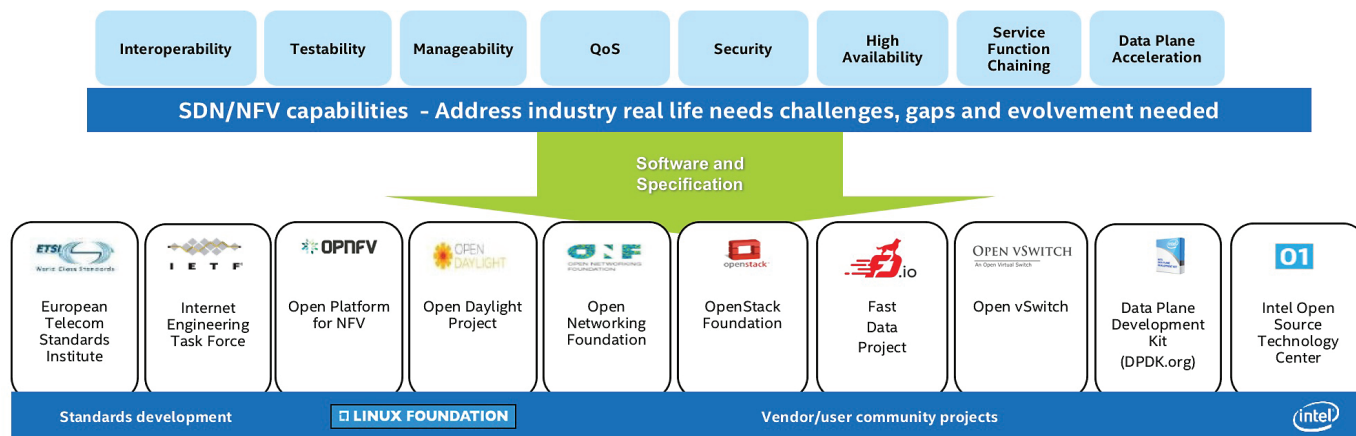 Interoperability
Testability
Manageability
QoS
Security
High
Availability
Service
Function
Chaining
Data Plane
Acceleration
SDN/NFV capabilities - Address industry real life needs challenges, gaps and evolvement needed
Software and
Specification
ETSI
World Class Standards
European
Telecom
Standards
Institute
I E T F
Internet
Engineering
Task Force
OPNFV
Open Platform
for NFV
OPEN
DAYLIGHT
Open Daylight
Project
ONF
OPEN NETWORKING
FOUNDATION
Open
Networking
Foundation
openstack
OpenStack
Foundation
FD.io
Fast
Data
Project
OPEN VSWITCH
An Open Virtual Switch
Open vSwitch
Data Plane
Development
Kit
(DPDK.org)
01
Intel Open
Source
Technology
Center
Standards development
LINUX FOUNDATION
Vendor/user community projects
intel